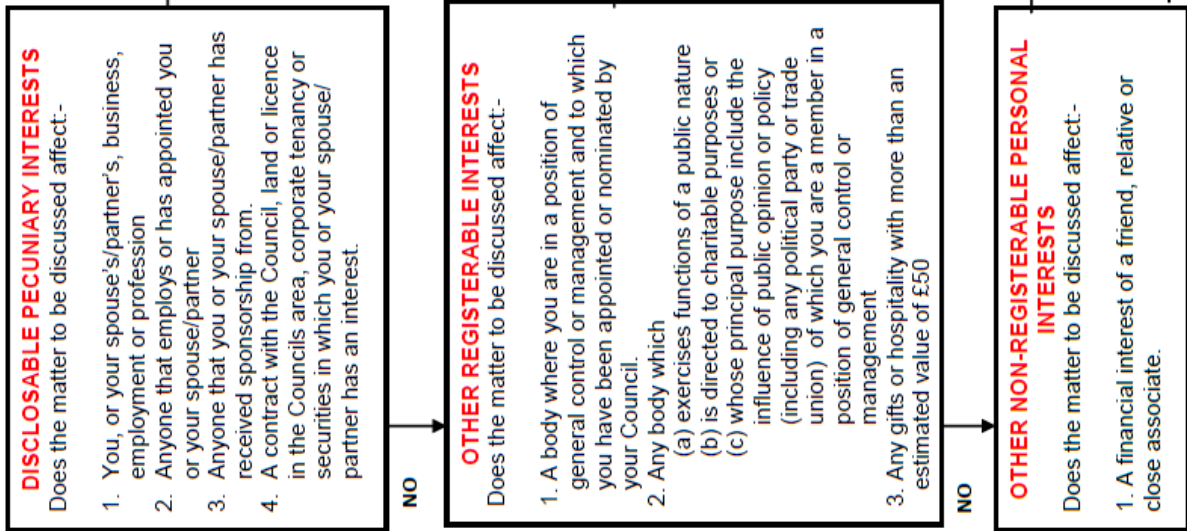 DISCLOSABLE PECUNIARY INTERESTS
Does the matter to be discussed affect:-
1. You, or your spouse's/partner's, business,
employment or profession
2. Anyone that employs or has appointed you
or your spouse/partner
3. Anyone that you or your spouse/partner has
received sponsorship from.
4. A contract with the Council, land or licence
in the Councils area, corporate tenancy or
securities in which you or your spouse/
partner has an interest.
NO
OTHER REGISTERABLE INTERESTS
Does the matter to be discussed affect:-
1. A body where you are in a position of
general control or management and to which
you have been appointed or nominated by
your Council.
2. Any body which
(a) exercises functions of a public nature
(b) is directed to charitable purposes or
(c) whose principal purpose include the
influence of public opinion or policy
(including any political party or trade
union) of which you are a member in a
position of general control or
management
3. Any gifts or hospitality with more than an
estimated value of £50
NO
OTHER NON-REGISTERABLE PERSONAL
INTERESTS
Does the matter to be discussed affect:-
1. A financial interest of a friend, relative or
close associate.